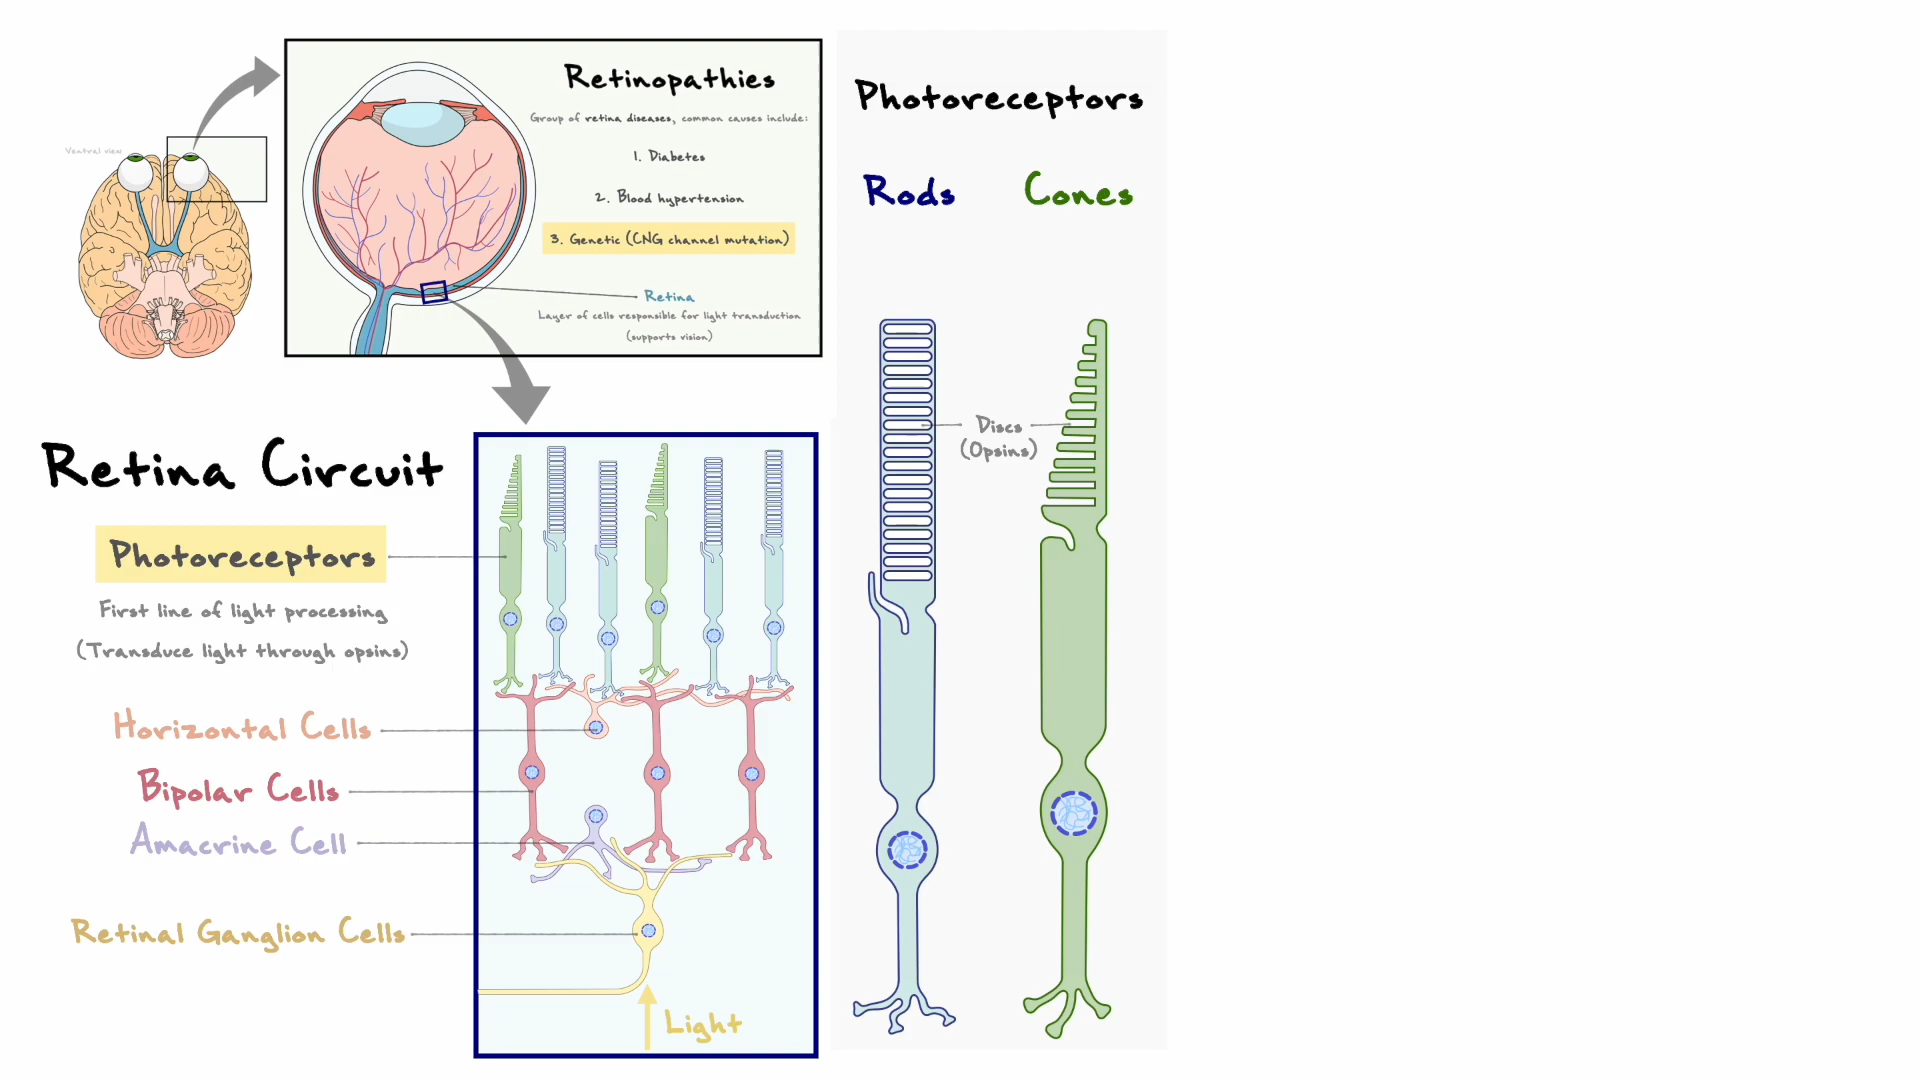 Ventral view
Retinopathies
Group of retina diseases, common causes include:
1. Diabetes
2. Blood hypertension
3. Genetic (CNG channel mutation)
Retina
Layer of cells responsible for light transduction
(supports vision)
Retina Circuit
Photoreceptors
First line of light processing
(Transduce light through opsins)
Horizontal Cells
Bipolar Cells
Amacrine Cell
Retinal Ganglion Cells
Light
Photoreceptors
Rods
Cones
Discs
(Opsins)